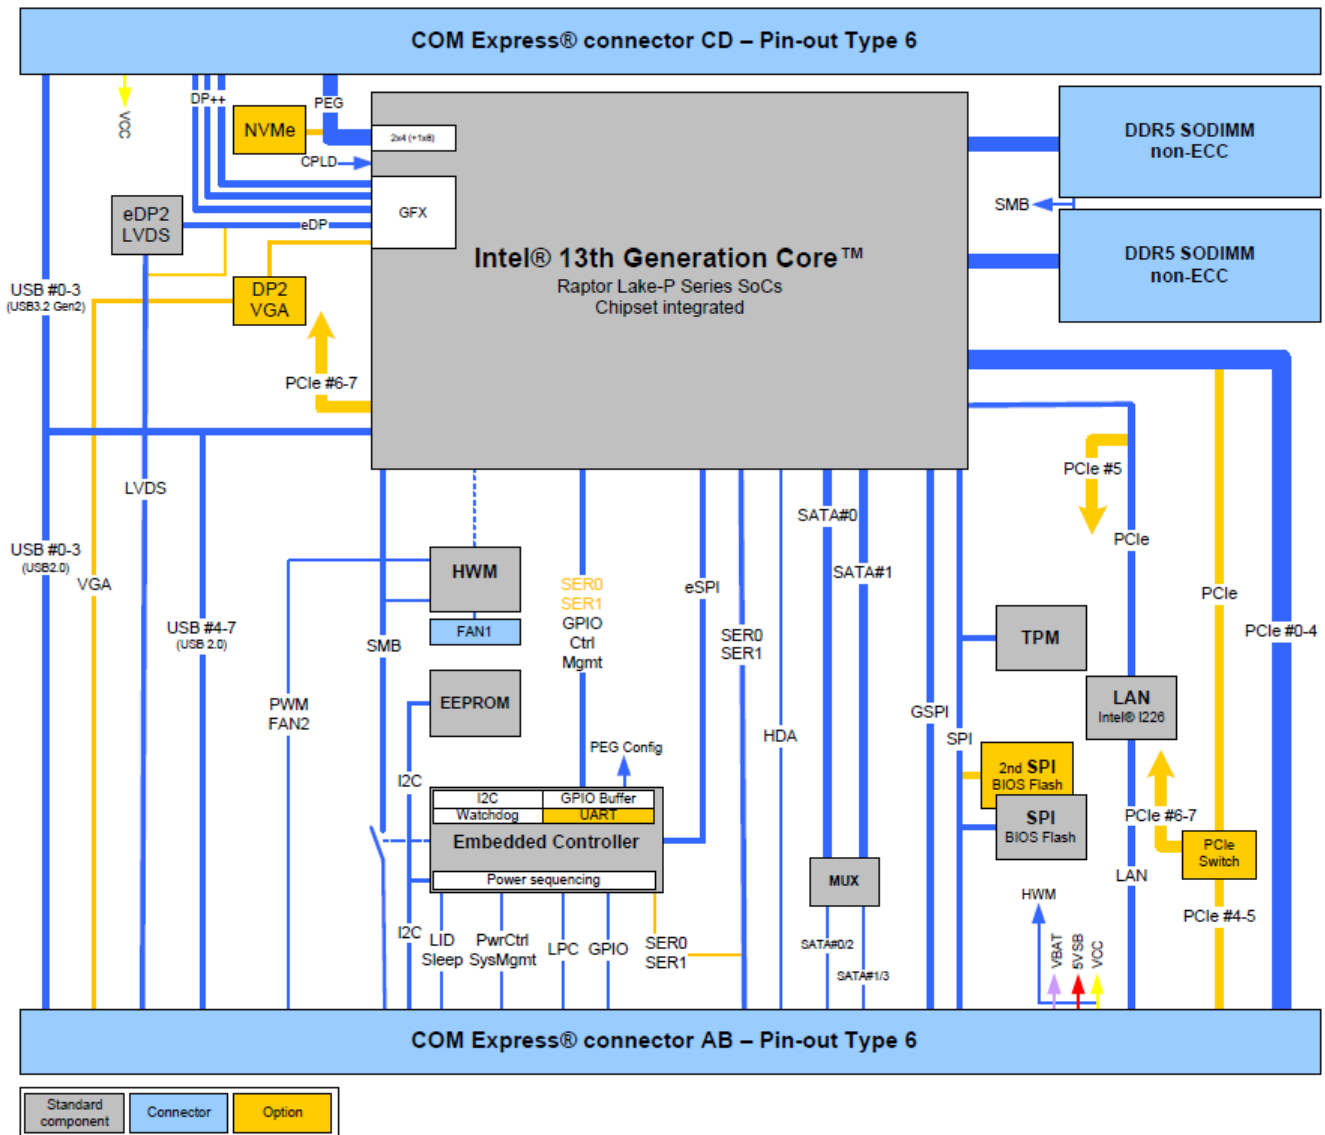 COM Express® connector CD – Pin-out Type 6
VCC
DP++
NVMe
PEG
2x4 (+1x8)
CPLD
GFX
eDP2
LVDS
eDP
DP2
VGA
Intel® 13th Generation Core™
Raptor Lake-P Series SoCs
Chipset integrated
DDR5 SODIMM
non-ECC
SMB
DDR5 SODIMM
non-ECC
USB #0-3
(USB3.2 Gen2)
PCIe #6-7
LVDS
USB #0-3
(USB2.0)
VGA
USB #4-7
(USB 2.0)
PWM
FAN2
SMB
HWM
FAN1
EEPROM
I2C
SER0
SER1
GPIO
Ctrl
Mgmt
PEG Config
eSPI
SER0
SER1
HDA
SATA#0
SATA#1
GSPI
SPI
PCIe #5
PCIe
PCIe
PCIe #0-4
TPM
LAN
Intel® I226
2nd SPI
BIOS Flash
SPI
BIOS Flash
PCIe #6-7
PCIe
Switch
LAN
PCIe #4-5
I2C
GPIO Buffer
Watchdog
UART
Embedded Controller
Power sequencing
MUX
I2C
LID
Sleep
PwrCtrl
SysMgmt
LPC
GPIO
SER0
SER1
SATA#0/2
SATA#1/3
HWM
VBAT
5VSB
VCC
COM Express® connector AB – Pin-out Type 6
Standard
component
Connector
Option